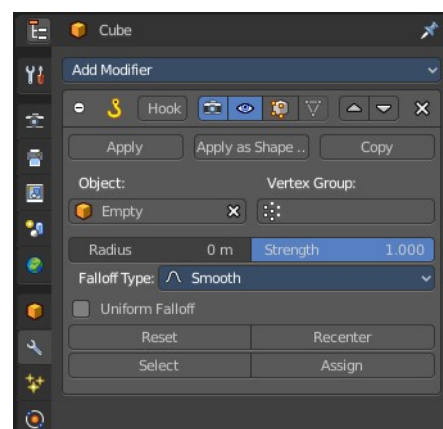 Cube
Add Modifier
Hook
Apply Apply as Shape .. Copy
Object: Vertex Group:
Empty
Radius 0 m Strength 1.000
Falloff Type: Smooth
Uniform Falloff
Reset Recenter
Select Assign